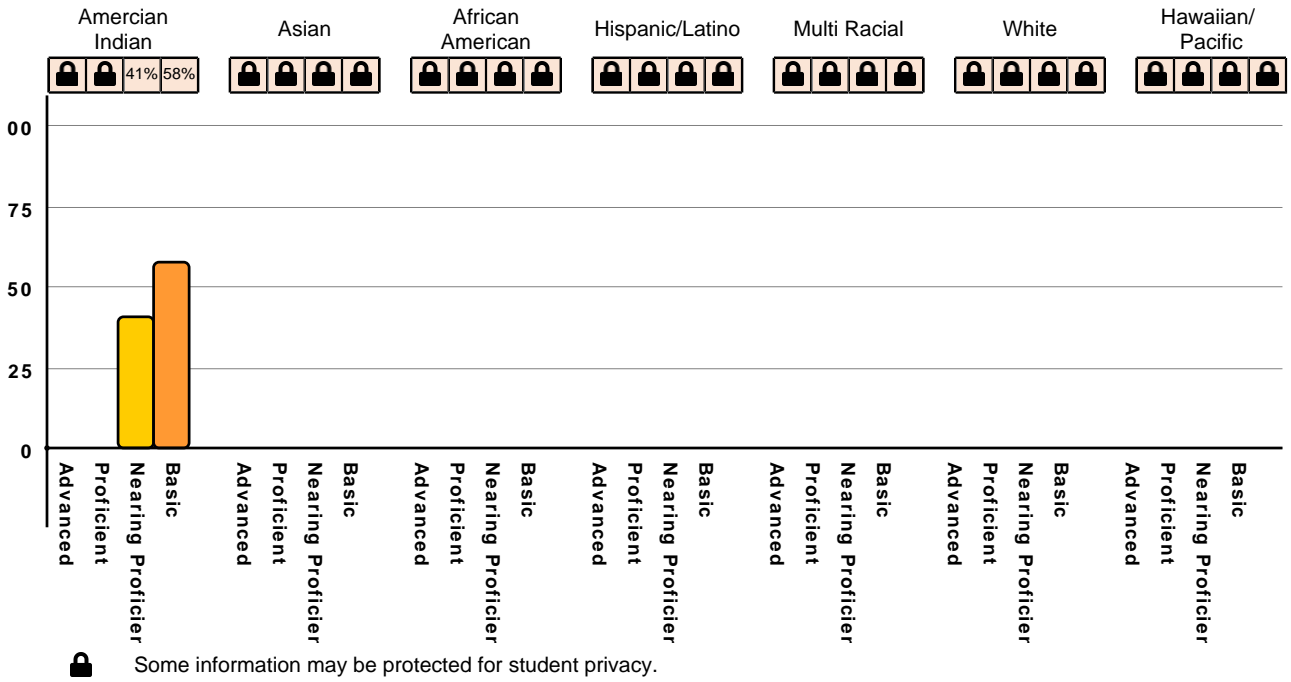 Amercian
Indian
Asian
African
American
Hispanic/Latino
Multi Racial
White
Hawaiian/
Pacific
41% 58%
00
75
50
25
0
Advanced
Proficient
Nearing Proficier
Basic
Advanced
Proficient
Nearing Proficier
Basic
Advanced
Proficient
Nearing Proficier
Basic
Advanced
Proficient
Nearing Proficier
Basic
Advanced
Proficient
Nearing Proficier
Basic
Advanced
Proficient
Nearing Proficier
Basic
Advanced
Proficient
Nearing Proficier
Basic
Some information may be protected for student privacy.